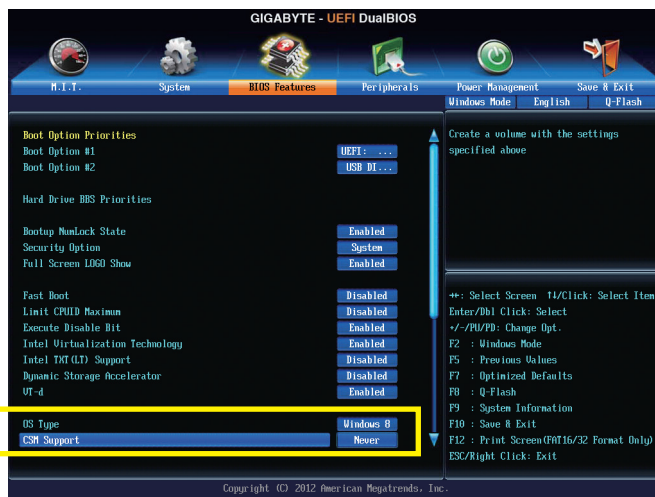 GIGABYTE - UEFI DualBIOS
M.I.T. System BIOS Features Peripherals Power Management Save & Exit
Windows Mode English Q-Flash
Boot Option Priorities
Boot Option #1 UEFI: ...
Boot Option #2 USB DI...
Hard Drive BBS Priorities
Bootup NumLock State Enabled
Security Option System
Full Screen LOGO Show Enabled
Fast Boot Disabled
Limit CPUID Maximum Disabled
Execute Disable Bit Enabled
Intel Virtualization Technology Enabled
Intel TXT(LT) Support Disabled
Dynamic Storage Accelerator Disabled
VT-d Enabled
OS Type Windows 8
CSM Support Never
Create a volume with the settings
specified above
→←: Select Screen ↑↓/Click: Select Item
Enter/Dbl Click: Select
+/-/PU/PD: Change Opt.
F2 : Windows Mode
F5 : Previous Values
F7 : Optimized Defaults
F8 : Q-Flash
F9 : System Information
F10 : Save & Exit
F12 : Print Screen(FAT16/32 Format Only)
ESC/Right Click: Exit
Copyright (C) 2012 American Megatrends, Inc.